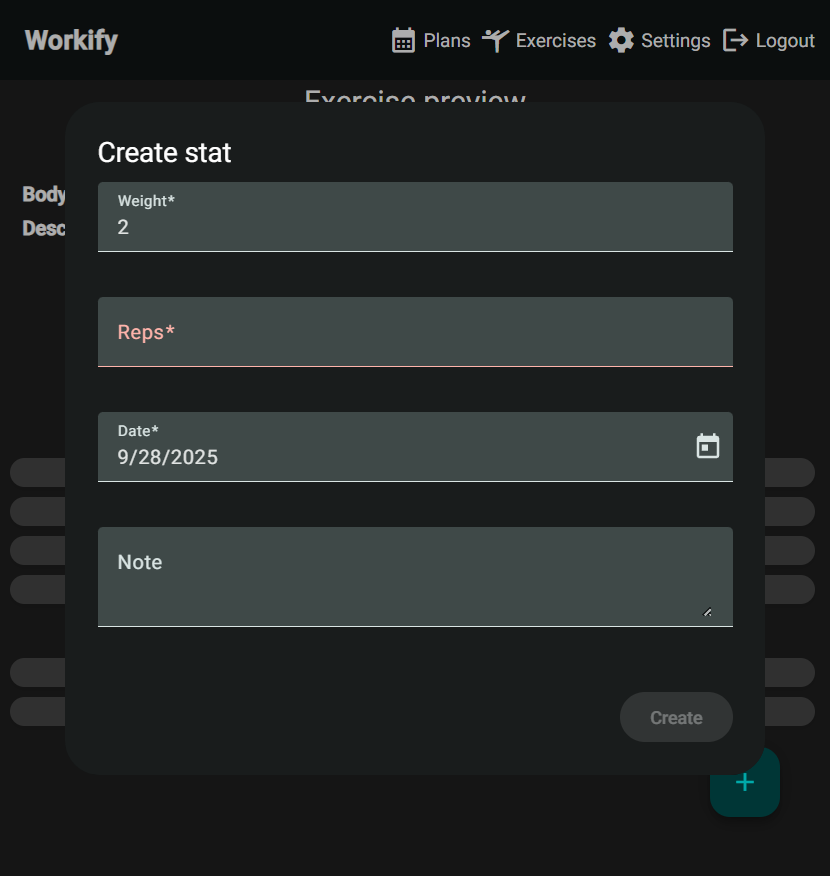 Workify
Plans Exercises Settings Logout
Exercise preview
Create stat
Body
Weight*
2
Desc
Reps*
Date*
9/28/2025
Note
Create
+